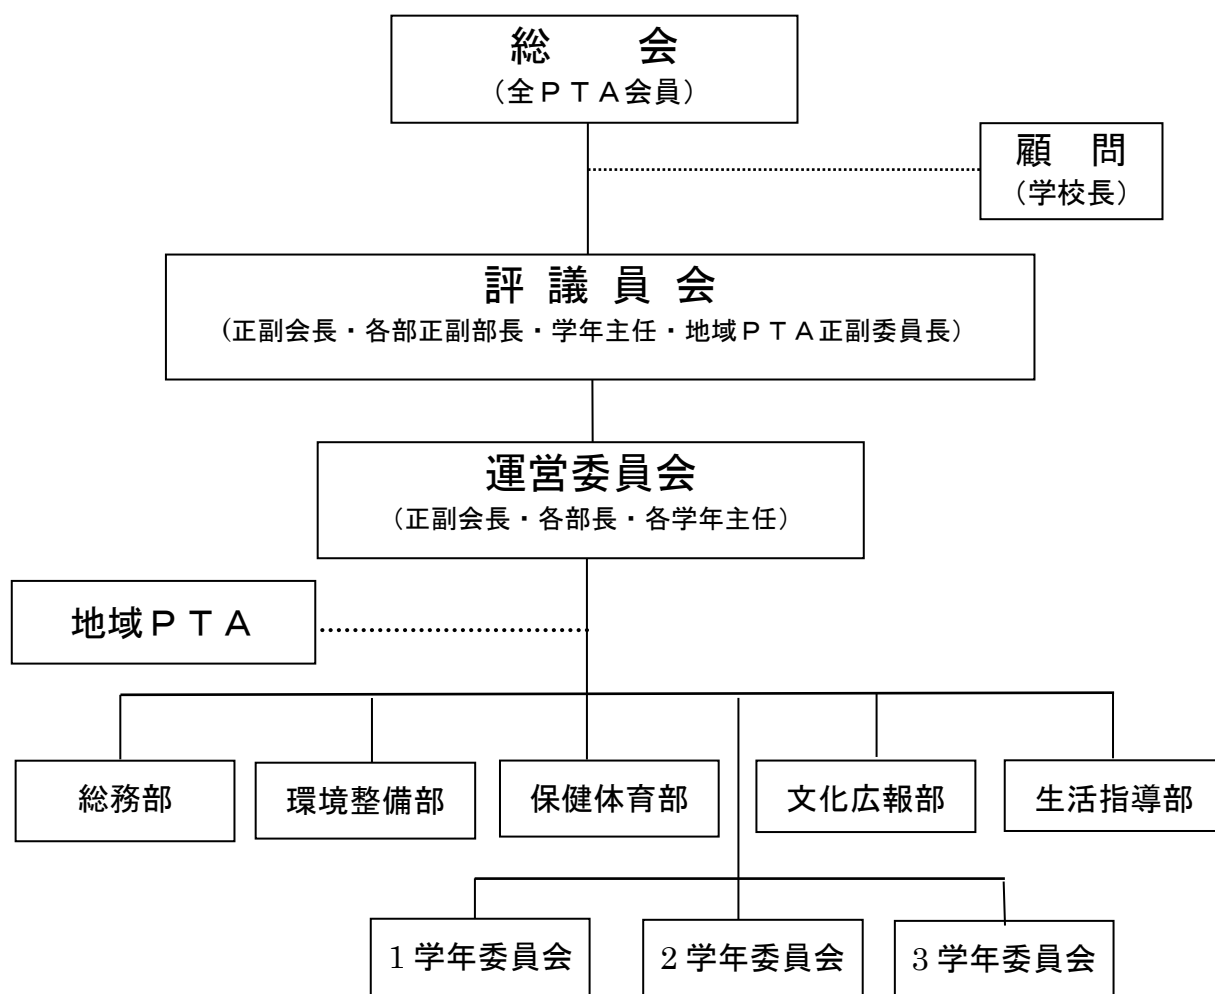 総　会
(全ＰＴＡ会員)
顧　問
(学校長)
評 議 員 会
(正副会長・各部正副部長・学年主任・地域ＰＴＡ正副委員長)
運営委員会
(正副会長・各部長・各学年主任)
地域ＰＴＡ
総務部
環境整備部
保健体育部
文化広報部
生活指導部
1 学年委員会
2 学年委員会
3 学年委員会